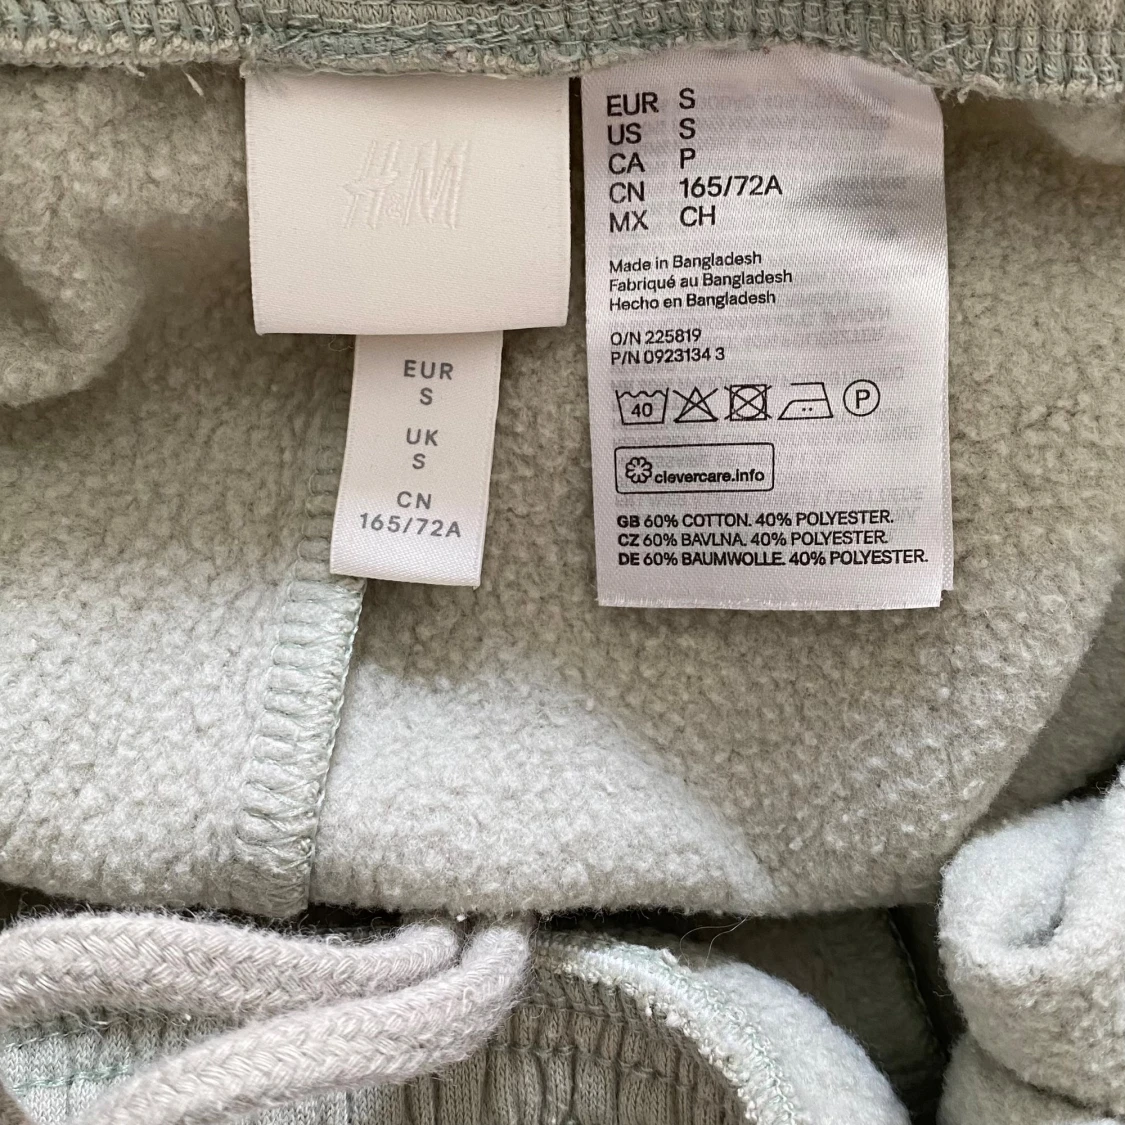 H&M
EUR
S
UK
S
CN
165/72A
EUR S
US S
CA P
CN 165/72A
MX CH
Made in Bangladesh
Fabriqué au Bangladesh
Hecho en Bangladesh
O/N 225819
P/N 0923134 3
40 P
clevercare.info
GB 60% COTTON. 40% POLYESTER.
CZ 60% BAVLNA. 40% POLYESTER.
DE 60% BAUMWOLLE. 40% POLYESTER.